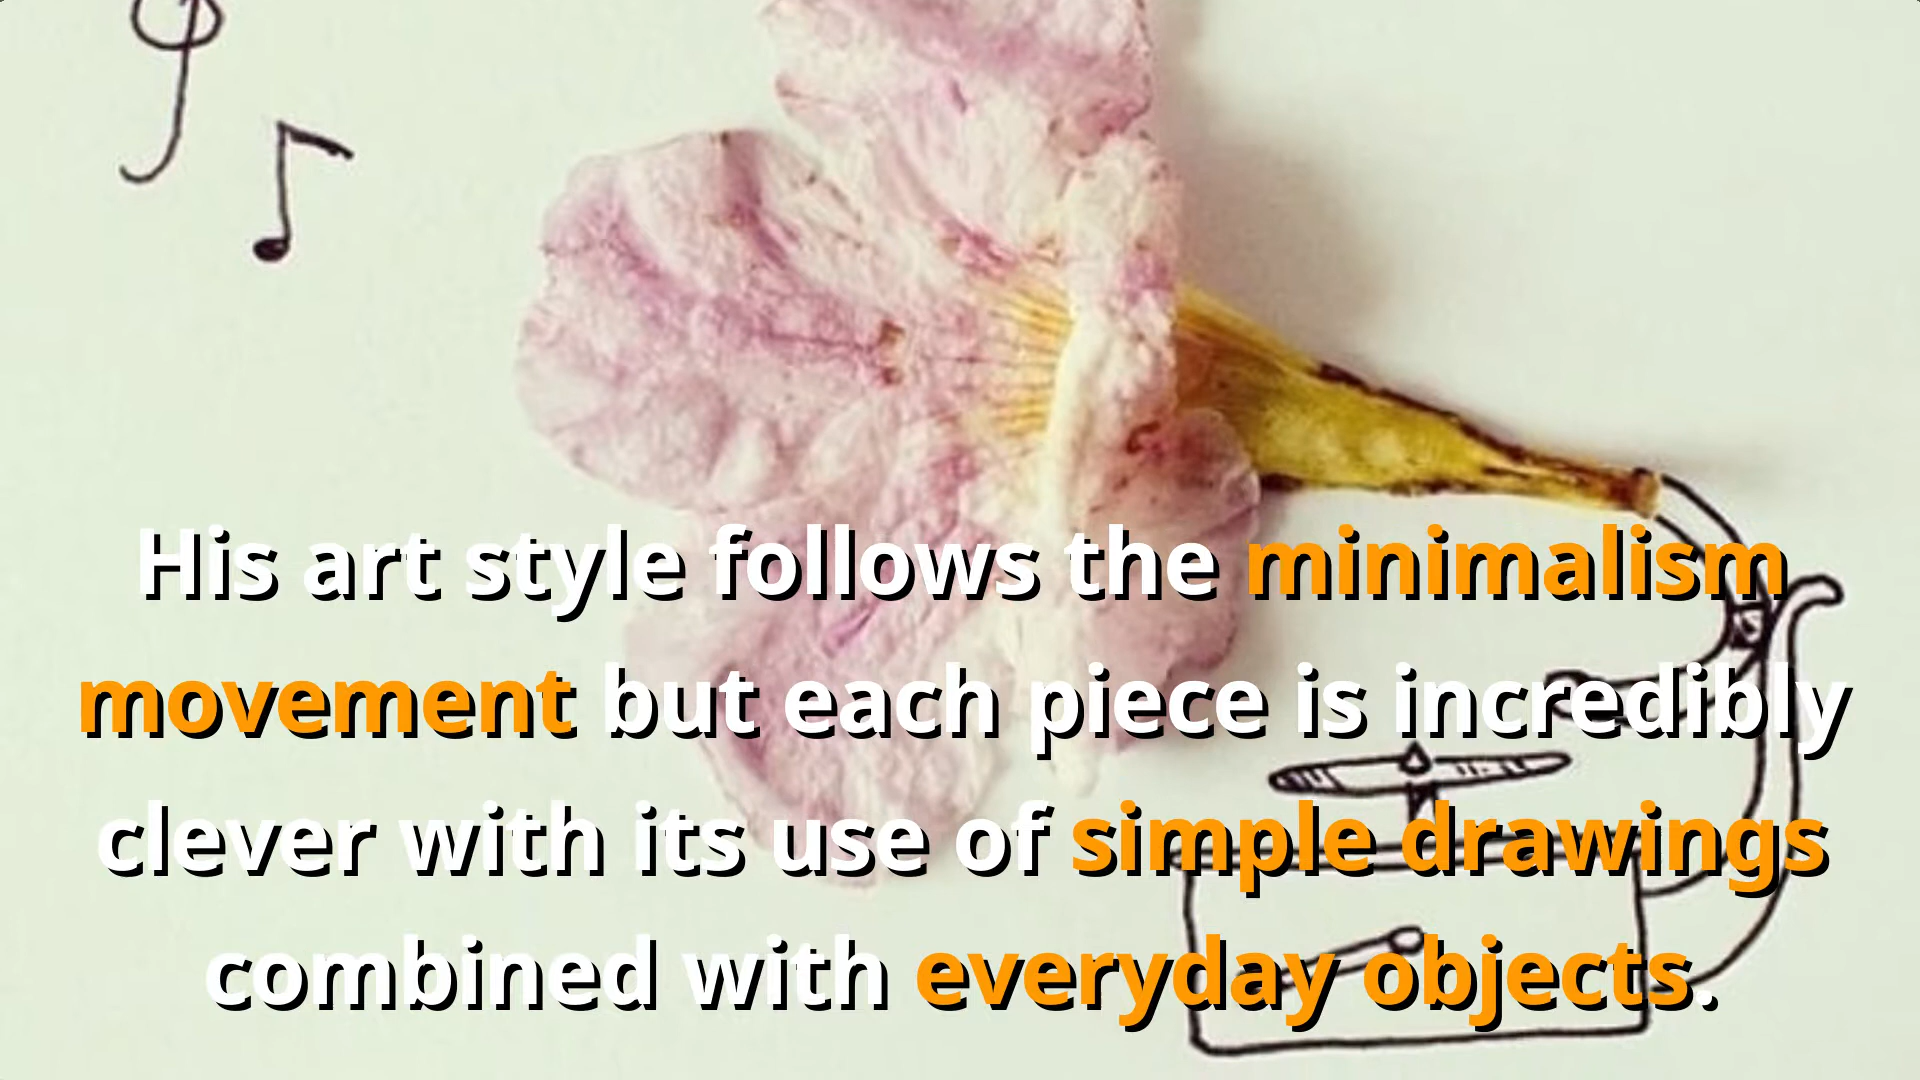 His art style follows the minimalism
movement but each piece is incredibly
clever with its use of simple drawings
combined with everyday objects.